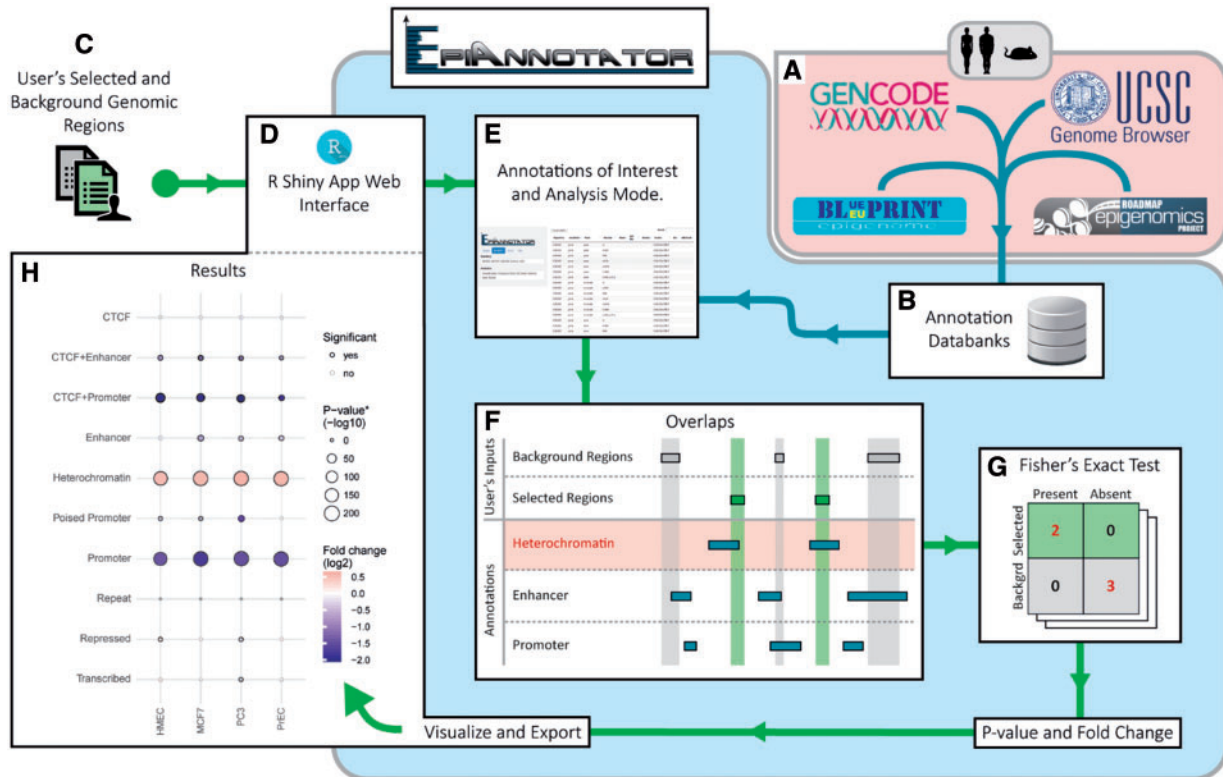 C
User's Selected and
Background Genomic
Regions
EPIANNOTATOR
A
GENCODE
UCSC
Genome Browser
BLUEPRINT
EU
epigenomic
ROADMAP
epigenomics
PROJECT
D
R
R Shiny App Web
Interface
E
Annotations of Interest
and Analysis Mode.
EPIANNOTATOR
B
Annotation
Databanks
H
Results
CTCF
CTCF+Enhancer
CTCF+Promoter
Enhancer
Heterochromatin
Poised Promoter
Promoter
Repeat
Repressed
Transcribed
HMEC
MCF7
PC3
PrEC
Significant
yes
no
P-value*
(−log10)
0
50
100
150
200
Fold change
(log2)
0.5
0.0
−0.5
−1.0
−1.5
−2.0
F
Overlaps
User's Inputs
Background Regions
Selected Regions
Annotations
Heterochromatin
Enhancer
Promoter
G
Fisher's Exact Test
Present Absent
Selected
2 0
Backgrd
0 3
P-value and Fold Change
Visualize and Export